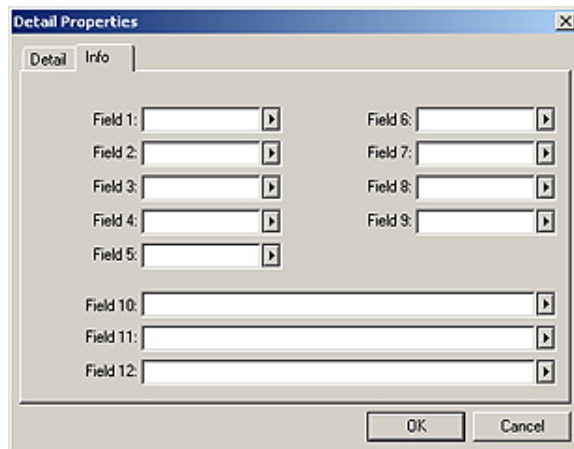 Detail Properties
Detail Info
Field 1: Field 6:
Field 2: Field 7:
Field 3: Field 8:
Field 4: Field 9:
Field 5:
Field 10:
Field 11:
Field 12:
OK Cancel